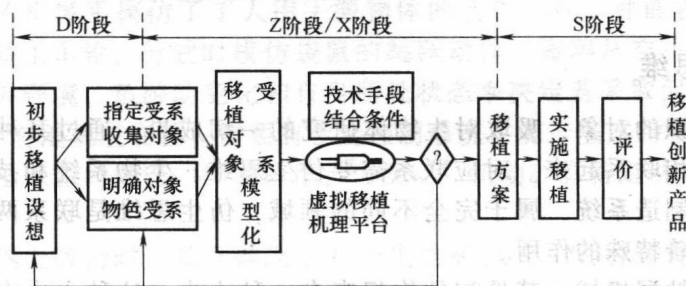 D阶段
Z阶段/X阶段
S阶段
初步移植设想
指定受系
收集对象
明确对象
物色受系
移植对象
受系模型化
技术手段
结合条件
虚拟移植
机理平台
?
移植方案
实施移植
评价
移植创新产品